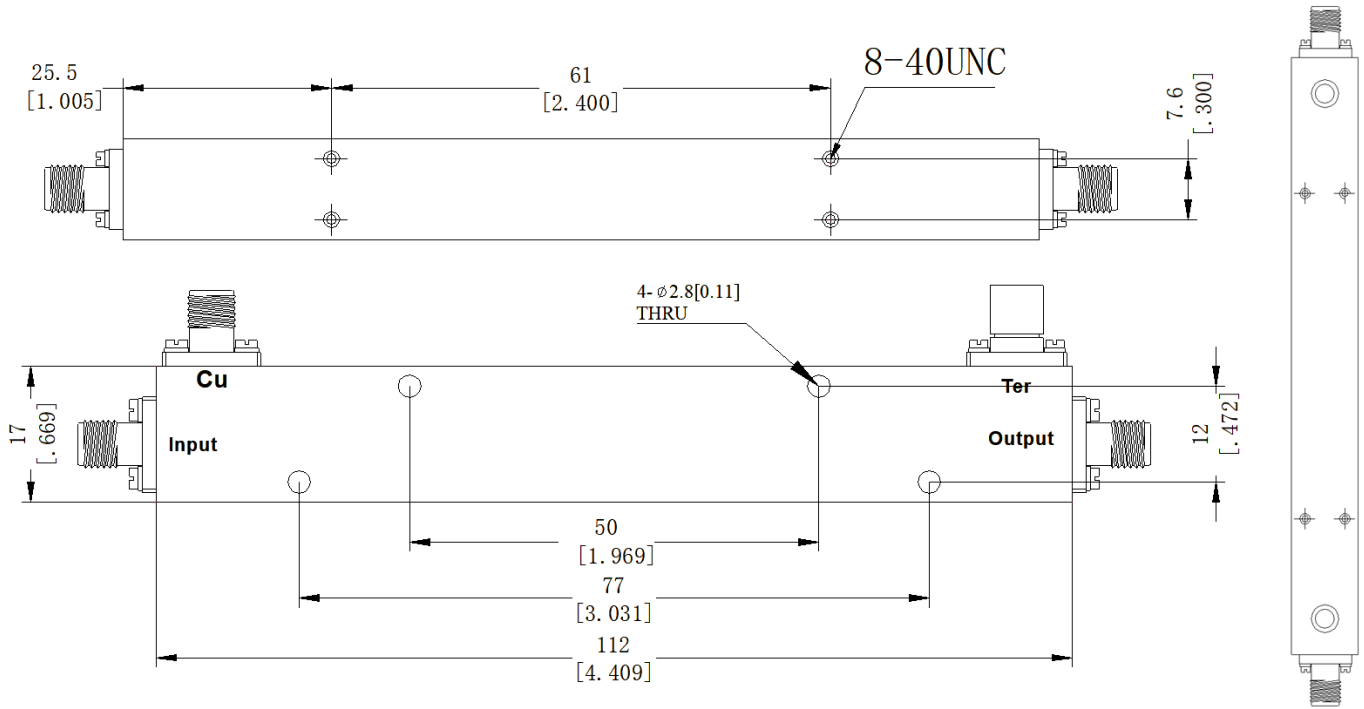 25.5
[1.005]
61
[2.400]
8-40UNC
7.6
[.300]
4-⌀2.8[0.11]
THRU
Cu
Ter
Input
Output
17
[.669]
12
[.472]
50
[1.969]
77
[3.031]
112
[4.409]